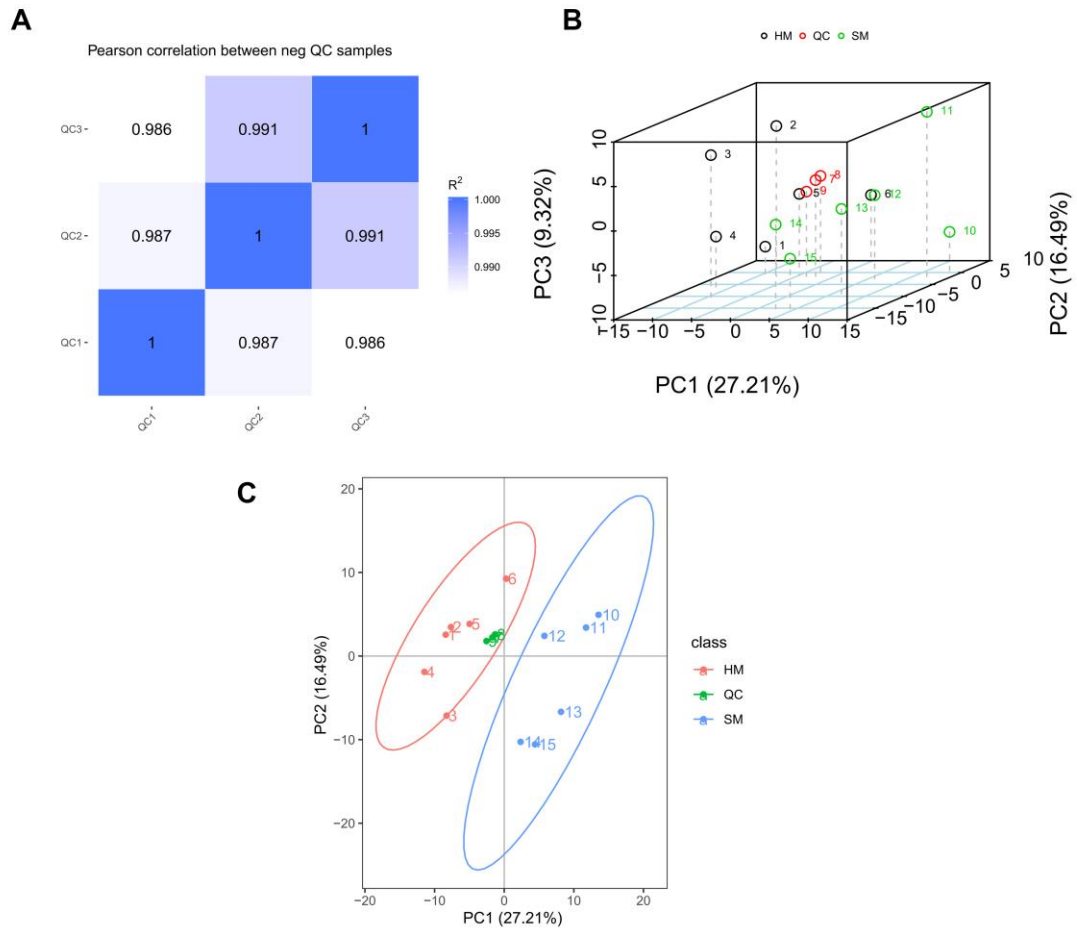 A
Pearson correlation between neg QC samples
QC3
0.986
0.991
1
QC2
0.987
1
0.991
QC1
1
0.987
0.986
QC1
QC2
QC3
R2
1.000
0.995
0.990
B
HM QC SM
PC3 (9.32%)
10
5
0
−5
−10
−15 −10 −5 0 5 10 15
PC1 (27.21%)
−15
−10
−5
0
5
10
PC2 (16.49%)
1
2
3
4
5
6
7
8
9
10
11
12
13
14
15
C
PC2 (16.49%)
20
10
0
−10
−20
−20 −10 0 10 20
PC1 (27.21%)
6
2
1
5
4
3
10
11
12
13
14
15
class
HM
QC
SM